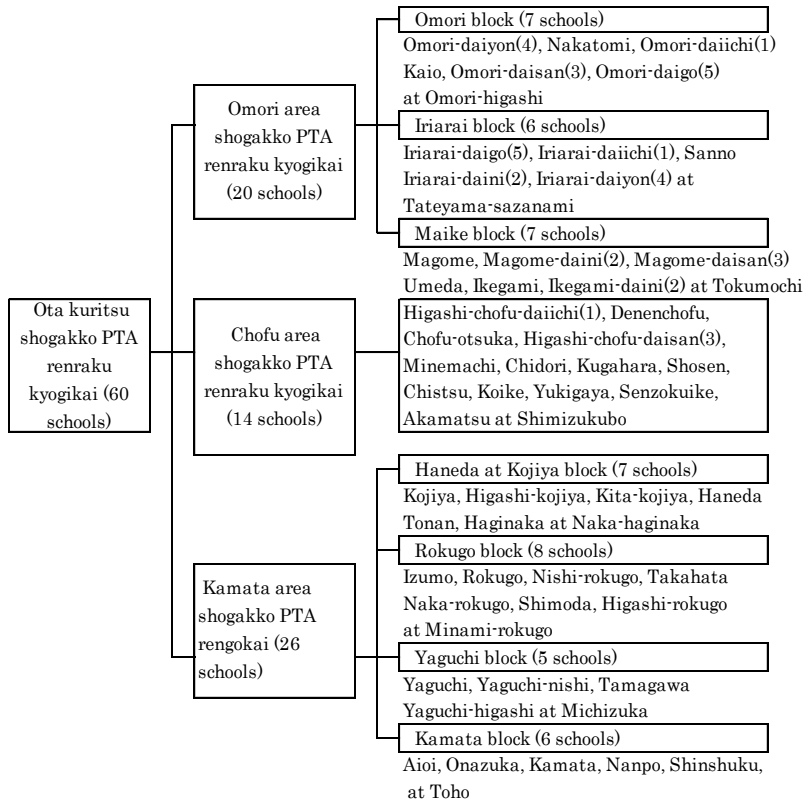 Ota kuritsu
shogakko PTA
renraku
kyogikai (60
schools)
Omori area
shogakko PTA
renraku kyogikai
(20 schools)
Omori block (7 schools)
Omori-daiyon(4), Nakatomi, Omori-daiichi(1)
Kaio, Omori-daisan(3), Omori-daigo(5)
at Omori-higashi
Iriarai block (6 schools)
Iriarai-daigo(5), Iriarai-daiichi(1), Sanno
Iriarai-daini(2), Iriarai-daiyon(4) at
Tateyama-sazanami
Maike block (7 schools)
Magome, Magome-daini(2), Magome-daisan(3)
Umeda, Ikegami, Ikegami-daini(2) at Tokumochi
Chofu area
shogakko PTA
renraku kyogikai
(14 schools)
Higashi-chofu-daiichi(1), Denenchofu,
Chofu-otsuka, Higashi-chofu-daisan(3),
Minemachi, Chidori, Kugahara, Shosen,
Chistsu, Koike, Yukigaya, Senzokuike,
Akamatsu at Shimizukubo
Kamata area
shogakko PTA
rengokai (26
schools)
Haneda at Kojiya block (7 schools)
Kojiya, Higashi-kojiya, Kita-kojiya, Haneda
Tonan, Haginaka at Naka-haginaka
Rokugo block (8 schools)
Izumo, Rokugo, Nishi-rokugo, Takahata
Naka-rokugo, Shimoda, Higashi-rokugo
at Minami-rokugo
Yaguchi block (5 schools)
Yaguchi, Yaguchi-nishi, Tamagawa
Yaguchi-higashi at Michizuka
Kamata block (6 schools)
Aioi, Onazuka, Kamata, Nanpo, Shinshuku,
at Toho